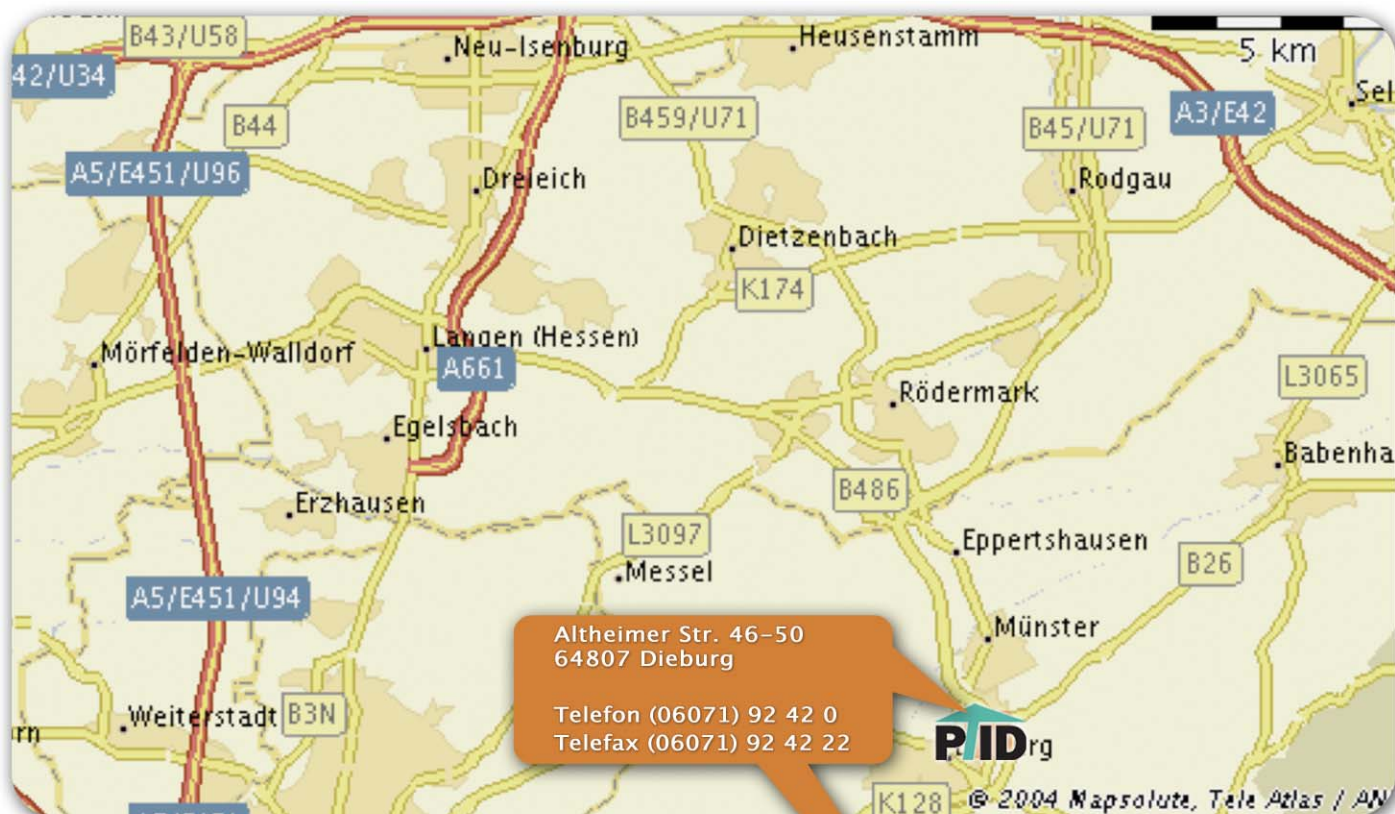 B43/U58
Neu-Isenburg
Heusenstamm
5 km
42/U34
B44
B459/U71
B45/U71
A3/E42
Sel
A5/E451/U96
Dreieich
Rodgau
Dietzenbach
K174
Langen (Hessen)
Mörfelden-Walldorf
A661
L3065
Rödermark
Egelsbach
Babenha
B486
Erzhausen
L3097
Eppertshausen
B26
Messel
A5/E451/U94
Altheimer Str. 46-50
64807 Dieburg
Münster
Telefon (06071) 92 42 0
Telefax (06071) 92 42 22
Weiterstadt
B3N
rn
PTID
rg
K128
© 2004 Mapsolute, Tele Atlas / AN